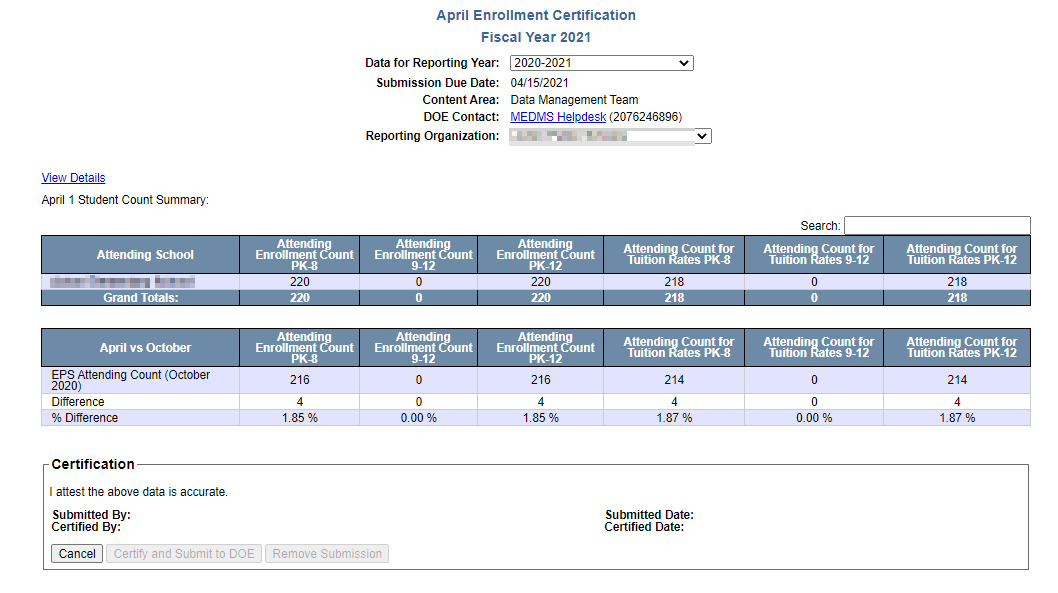 April Enrollment Certification
Fiscal Year 2021
Data for Reporting Year: 2020-2021
Submission Due Date: 04/15/2021
Content Area: Data Management Team
DOE Contact: MEDMS Helpdesk (2076246896)
Reporting Organization:
View Details
April 1 Student Count Summary:
Search:
Attending School Attending Enrollment Count PK-8 Attending Enrollment Count 9-12 Attending Enrollment Count PK-12 Attending Count for Tuition Rates PK-8 Attending Count for Tuition Rates 9-12 Attending Count for Tuition Rates PK-12
220 0 220 218 0 218
Grand Totals: 220 0 220 218 0 218
April vs October Attending Enrollment Count PK-8 Attending Enrollment Count 9-12 Attending Enrollment Count PK-12 Attending Count for Tuition Rates PK-8 Attending Count for Tuition Rates 9-12 Attending Count for Tuition Rates PK-12
EPS Attending Count (October 2020) 216 0 216 214 0 214
Difference 4 0 4 4 0 4
% Difference 1.85 % 0.00 % 1.85 % 1.87 % 0.00 % 1.87 %
Certification
I attest the above data is accurate.
Submitted By: Submitted Date:
Certified By: Certified Date:
Cancel Certify and Submit to DOE Remove Submission